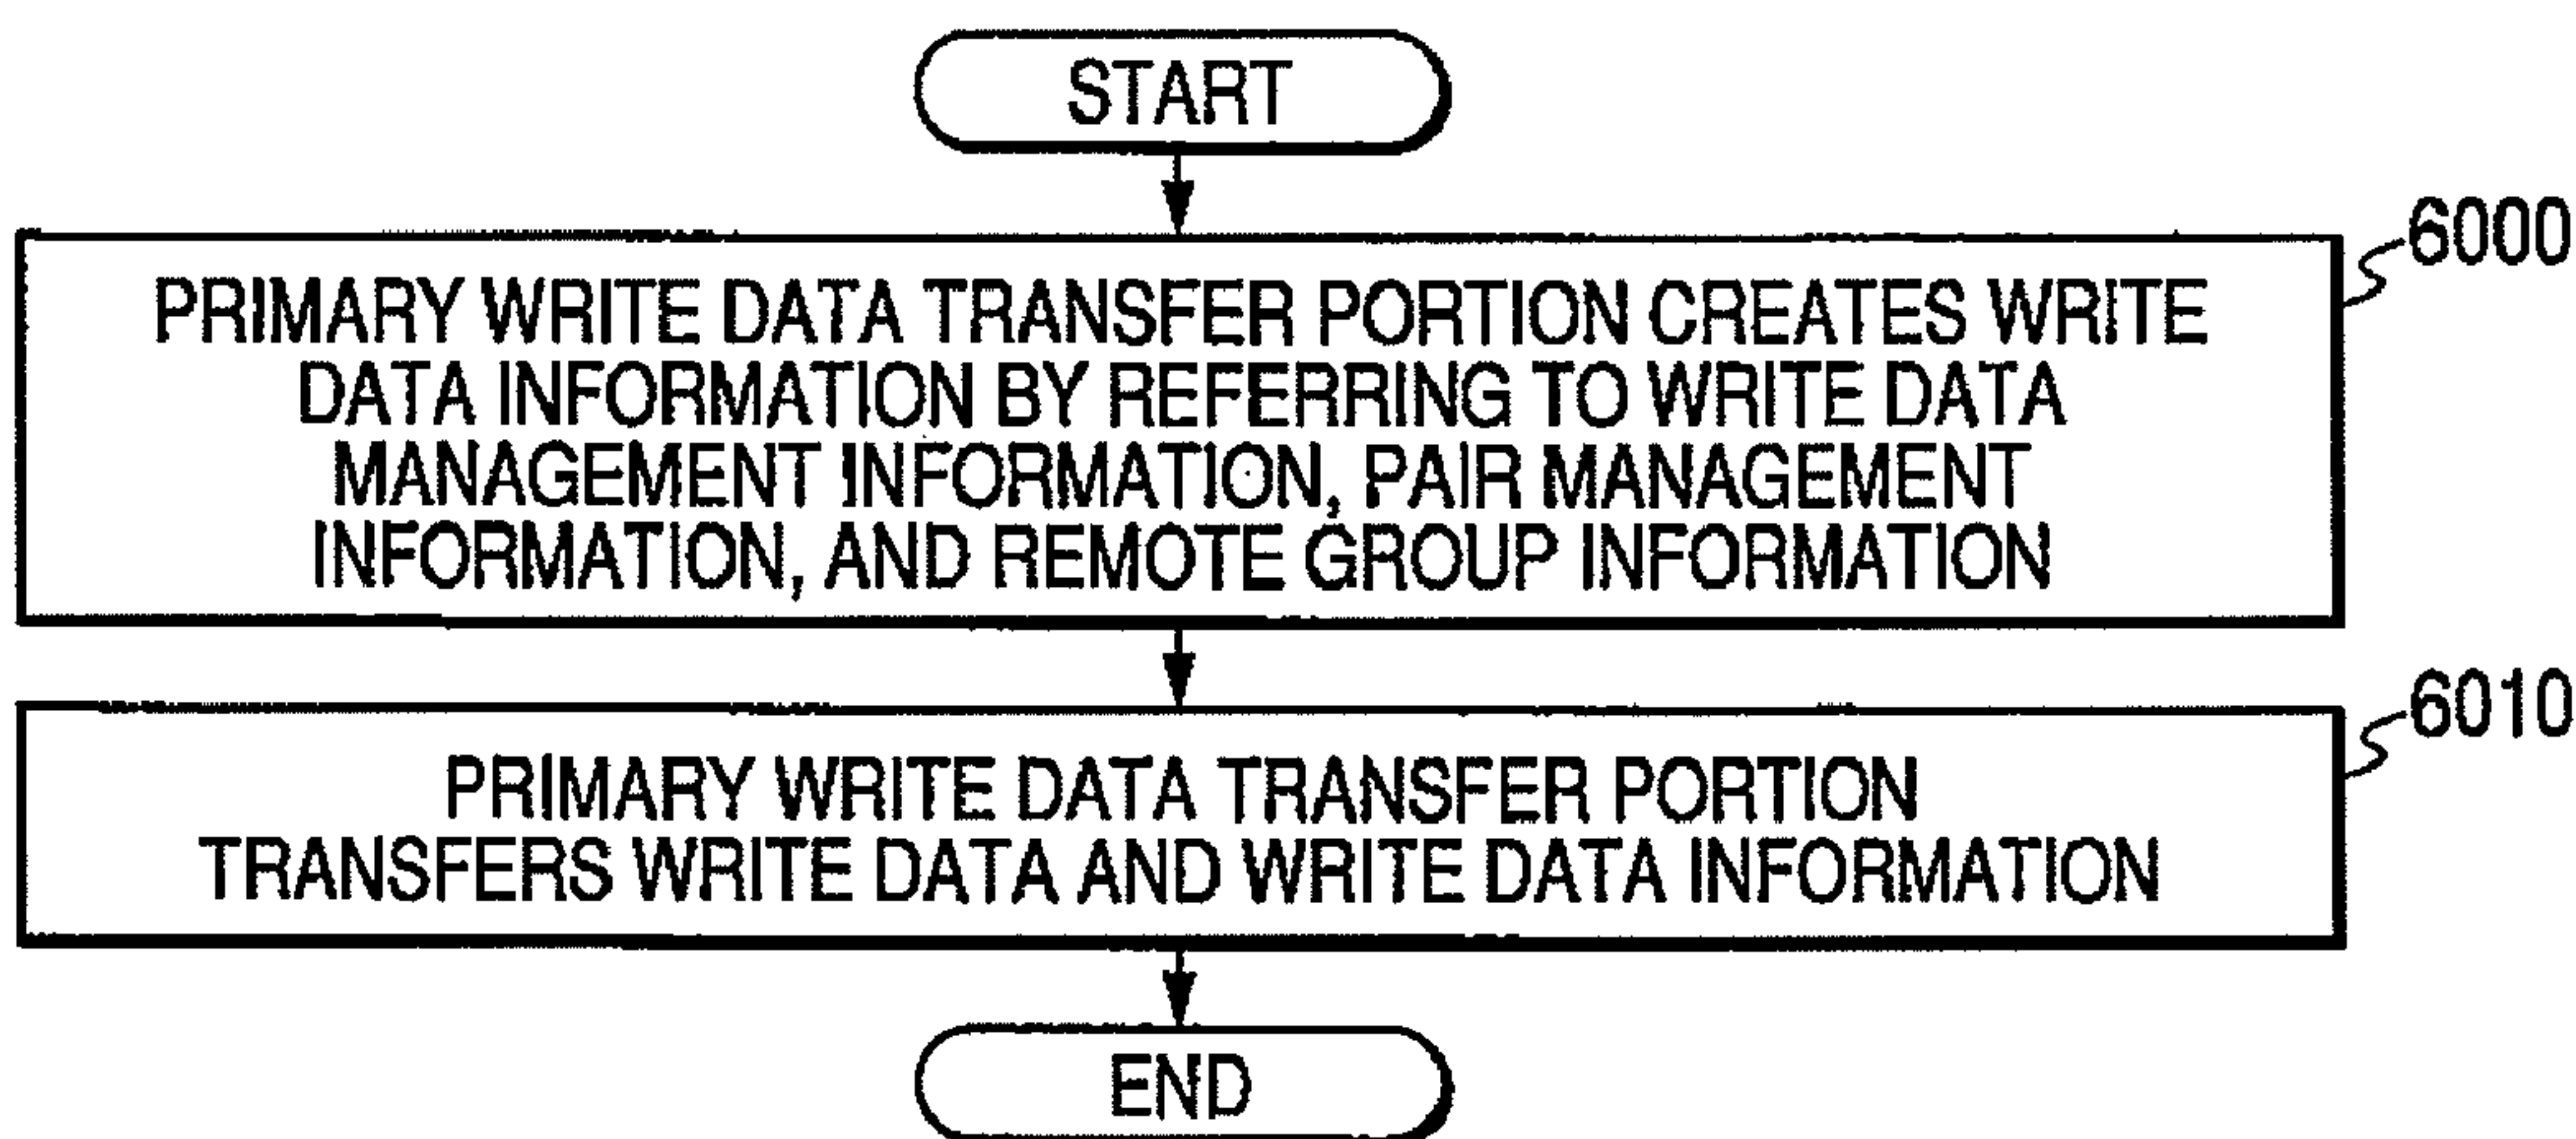 START
6000
PRIMARY WRITE DATA TRANSFER PORTION CREATES WRITE
DATA INFORMATION BY REFERRING TO WRITE DATA
MANAGEMENT INFORMATION, PAIR MANAGEMENT
INFORMATION, AND REMOTE GROUP INFORMATION
6010
PRIMARY WRITE DATA TRANSFER PORTION
TRANSFERS WRITE DATA AND WRITE DATA INFORMATION
END